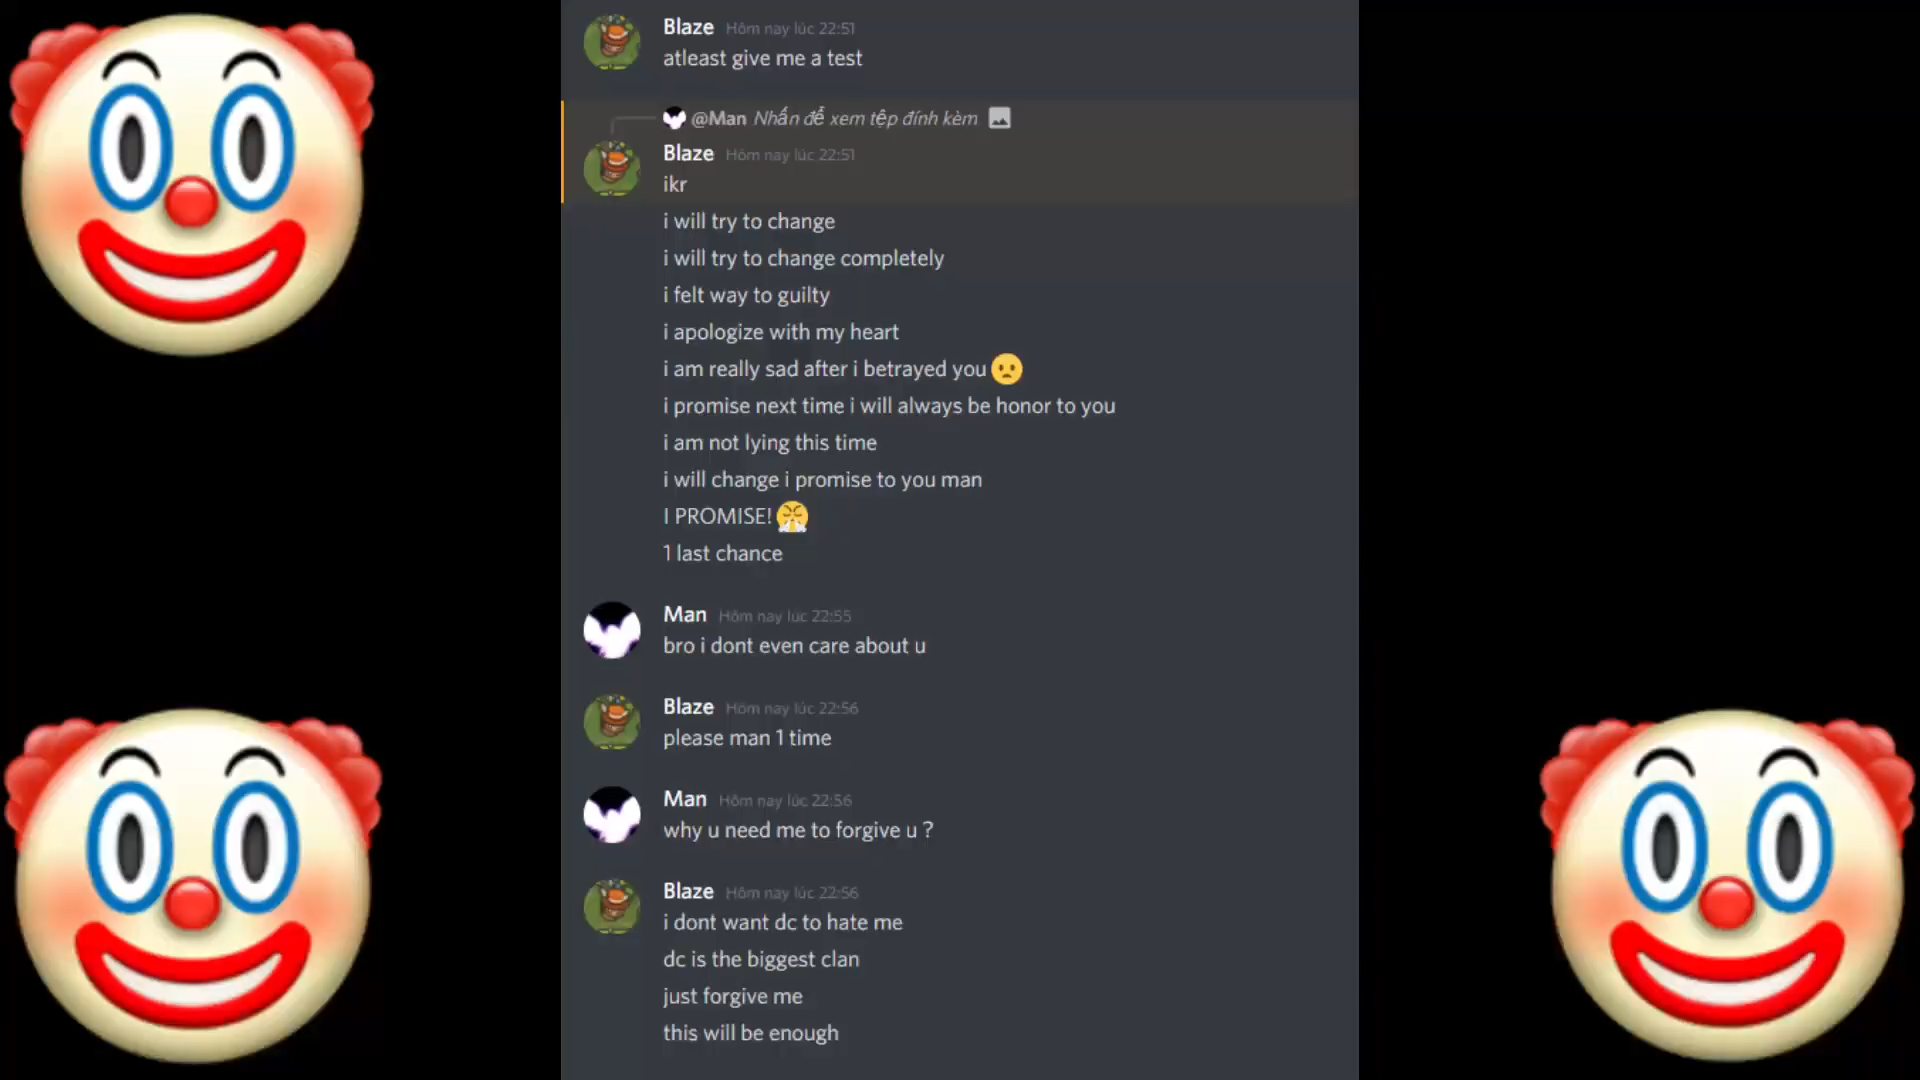 Blaze Hôm nay lúc 22:51
atleast give me a test
@Man Nhấn để xem tệp đính kèm
Blaze Hôm nay lúc 22:51
ikr
i will try to change
i will try to change completely
i felt way to guilty
i apologize with my heart
i am really sad after i betrayed you
i promise next time i will always be honor to you
i am not lying this time
i will change i promise to you man
I PROMISE!
1 last chance
Man Hôm nay lúc 22:55
bro i dont even care about u
Blaze Hôm nay lúc 22:56
please man 1 time
Man Hôm nay lúc 22:56
why u need me to forgive u ?
Blaze Hôm nay lúc 22:56
i dont want dc to hate me
dc is the biggest clan
just forgive me
this will be enough